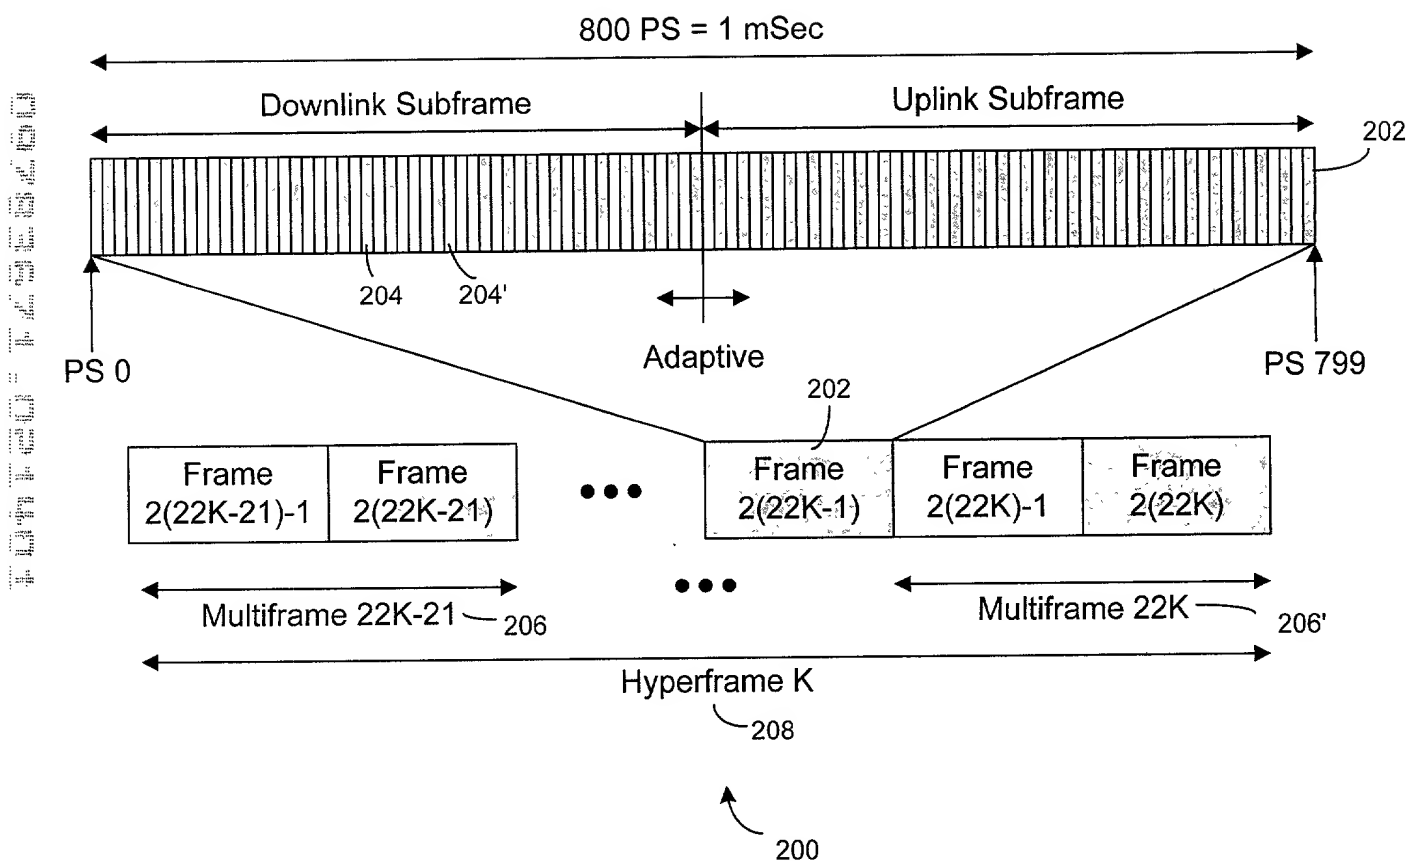 800 PS = 1 mSec
Downlink Subframe
Uplink Subframe
202
204
204'
Adaptive
PS 0
PS 799
202
Frame
2(22K-21)-1
Frame
2(22K-21)
Frame
2(22K-1)
Frame
2(22K)-1
Frame
2(22K)
Multiframe 22K-21
206
Multiframe 22K
206'
Hyperframe K
208
200